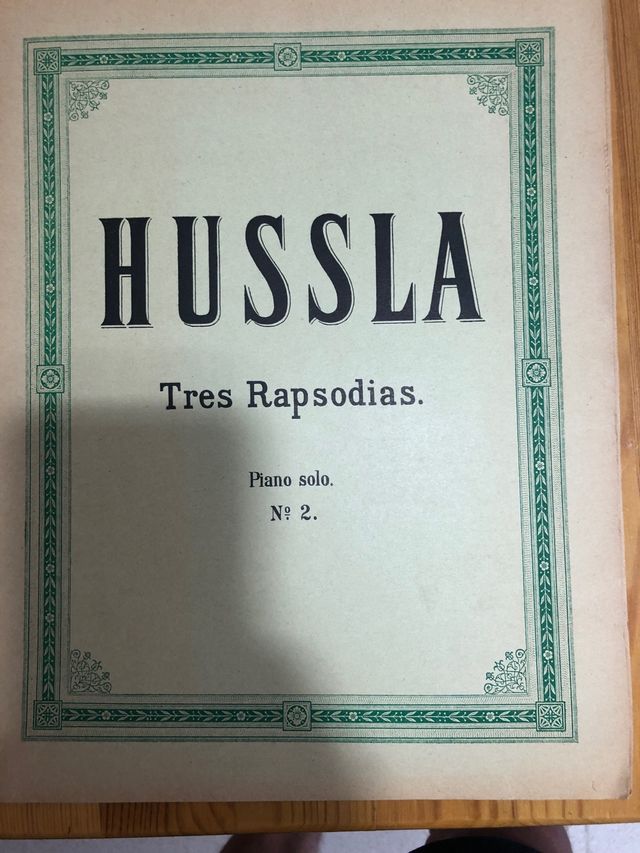 HUSSLA
Tres Rapsodias.
Piano solo.
Nº 2.